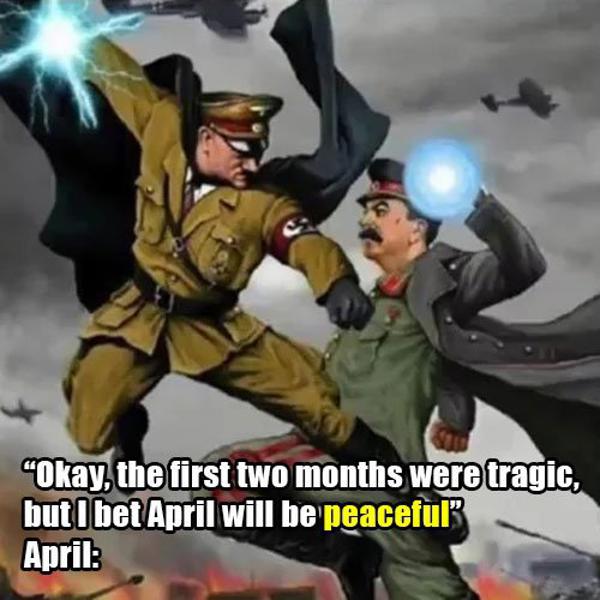 “Okay, the first two months were tragic,
but I bet April will be peaceful”
April: